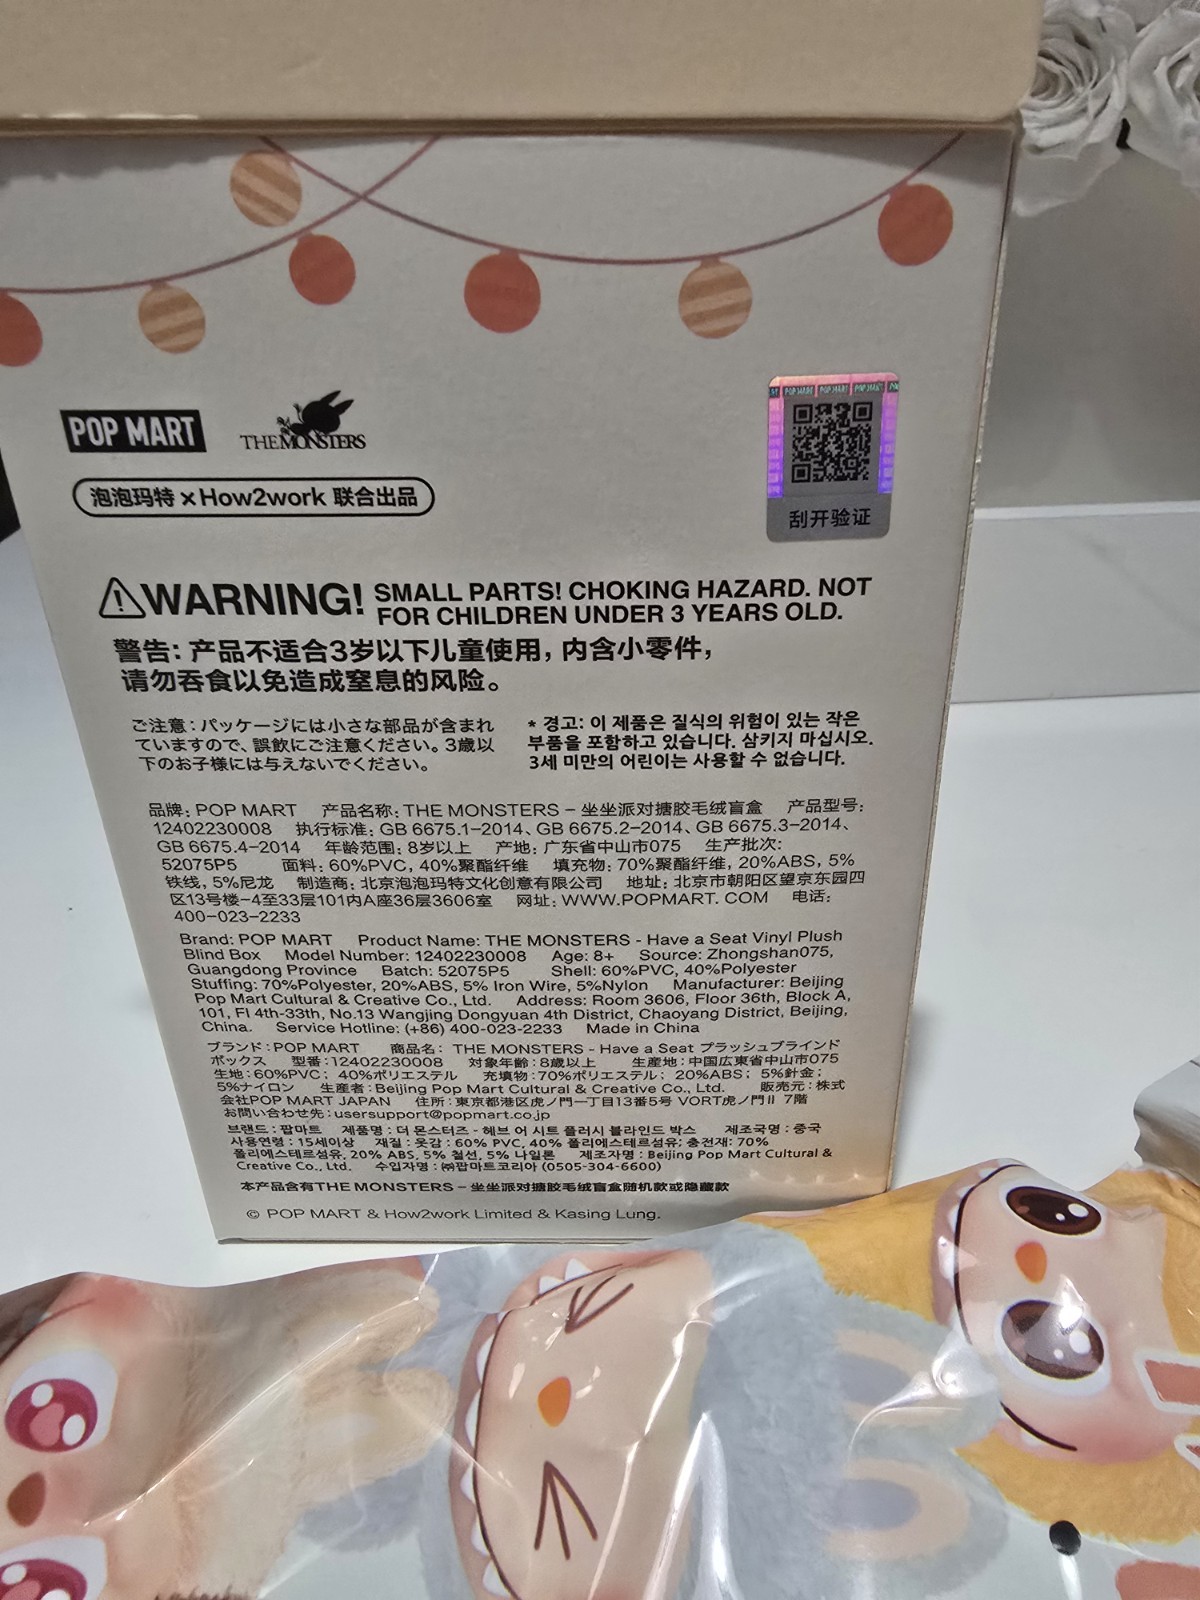 POP MART
THE MONSTERS
泡泡玛特 × How2work 联合出品
POP MART POP MART POP MART
刮开验证
WARNING! SMALL PARTS! CHOKING HAZARD. NOT
FOR CHILDREN UNDER 3 YEARS OLD.
警告: 产品不适合3岁以下儿童使用, 内含小零件,
请勿吞食以免造成窒息的风险。
ご注意:パッケージには小さな部品が含まれ
ていますので、誤飲にご注意ください。3歳以
下のお子様には与えないでください。
* 경고: 이 제품은 질식의 위험이 있는 작은
부품을 포함하고 있습니다. 삼키지 마십시오.
3세 미만의 어린이는 사용할 수 없습니다.
品牌: POP MART 产品名称: THE MONSTERS – 坐坐派对搪胶毛绒盲盒 产品型号:
12402230008 执行标准: GB 6675.1–2014、GB 6675.2–2014、GB 6675.3–2014、
GB 6675.4–2014 年龄范围: 8岁以上 产地: 广东省中山市075 生产批次:
52075P5 面料: 60%PVC, 40%聚酯纤维 填充物: 70%聚酯纤维, 20%ABS, 5%
铁线, 5%尼龙 制造商: 北京泡泡玛特文化创意有限公司 地址: 北京市朝阳区望京东园四
区13号楼–4至33层101内A座36层3606室 网址: WWW.POPMART. COM 电话:
400–023–2233
Brand: POP MART Product Name: THE MONSTERS - Have a Seat Vinyl Plush
Blind Box Model Number: 12402230008 Age: 8+ Source: Zhongshan075,
Guangdong Province Batch: 52075P5 Shell: 60%PVC, 40%Polyester
Stuffing: 70%Polyester, 20%ABS, 5% Iron Wire, 5%Nylon Manufacturer: Beijing
Pop Mart Cultural & Creative Co., Ltd. Address: Room 3606, Floor 36th, Block A,
101, Fl 4th-33th, No.13 Wangjing Dongyuan 4th District, Chaoyang District, Beijing,
China. Service Hotline: (+86) 400-023-2233 Made in China
ブランド: POP MART 商品名: THE MONSTERS - Have a Seat プラッシュブラインド
ボックス 型番:12402230008 対象年齢:8歳以上 生産地:中国広東省中山市075
生地:60%PVC; 40%ポリエステル 充填物:70%ポリエステル; 20%ABS; 5%針金;
5%ナイロン 生産者:Beijing Pop Mart Cultural & Creative Co., Ltd. 販売元:株式
会社POP MART JAPAN 住所:東京都港区虎ノ門一丁目13番5号 VORT虎ノ門II 7階
お問い合わせ先:usersupport@popmart.co.jp
브랜드 : 팝마트 제품명 : 더 몬스터즈 - 헤브 어 시트 플러시 블라인드 박스 제조국명 : 중국
사용연령 : 15세이상 재질 : 옷감 : 60% PVC, 40% 폴리에스테르섬유; 충전재: 70%
폴리에스테르섬유, 20% ABS, 5% 철선, 5% 나일론 제조자명 : Beijing Pop Mart Cultural &
Creative Co., Ltd. 수입자명 : ㈜팝마트코리아 (0505-304-6600)
本产品含有THE MONSTERS – 坐坐派对搪胶毛绒盲盒随机款或隐藏款
© POP MART & How2work Limited & Kasing Lung.